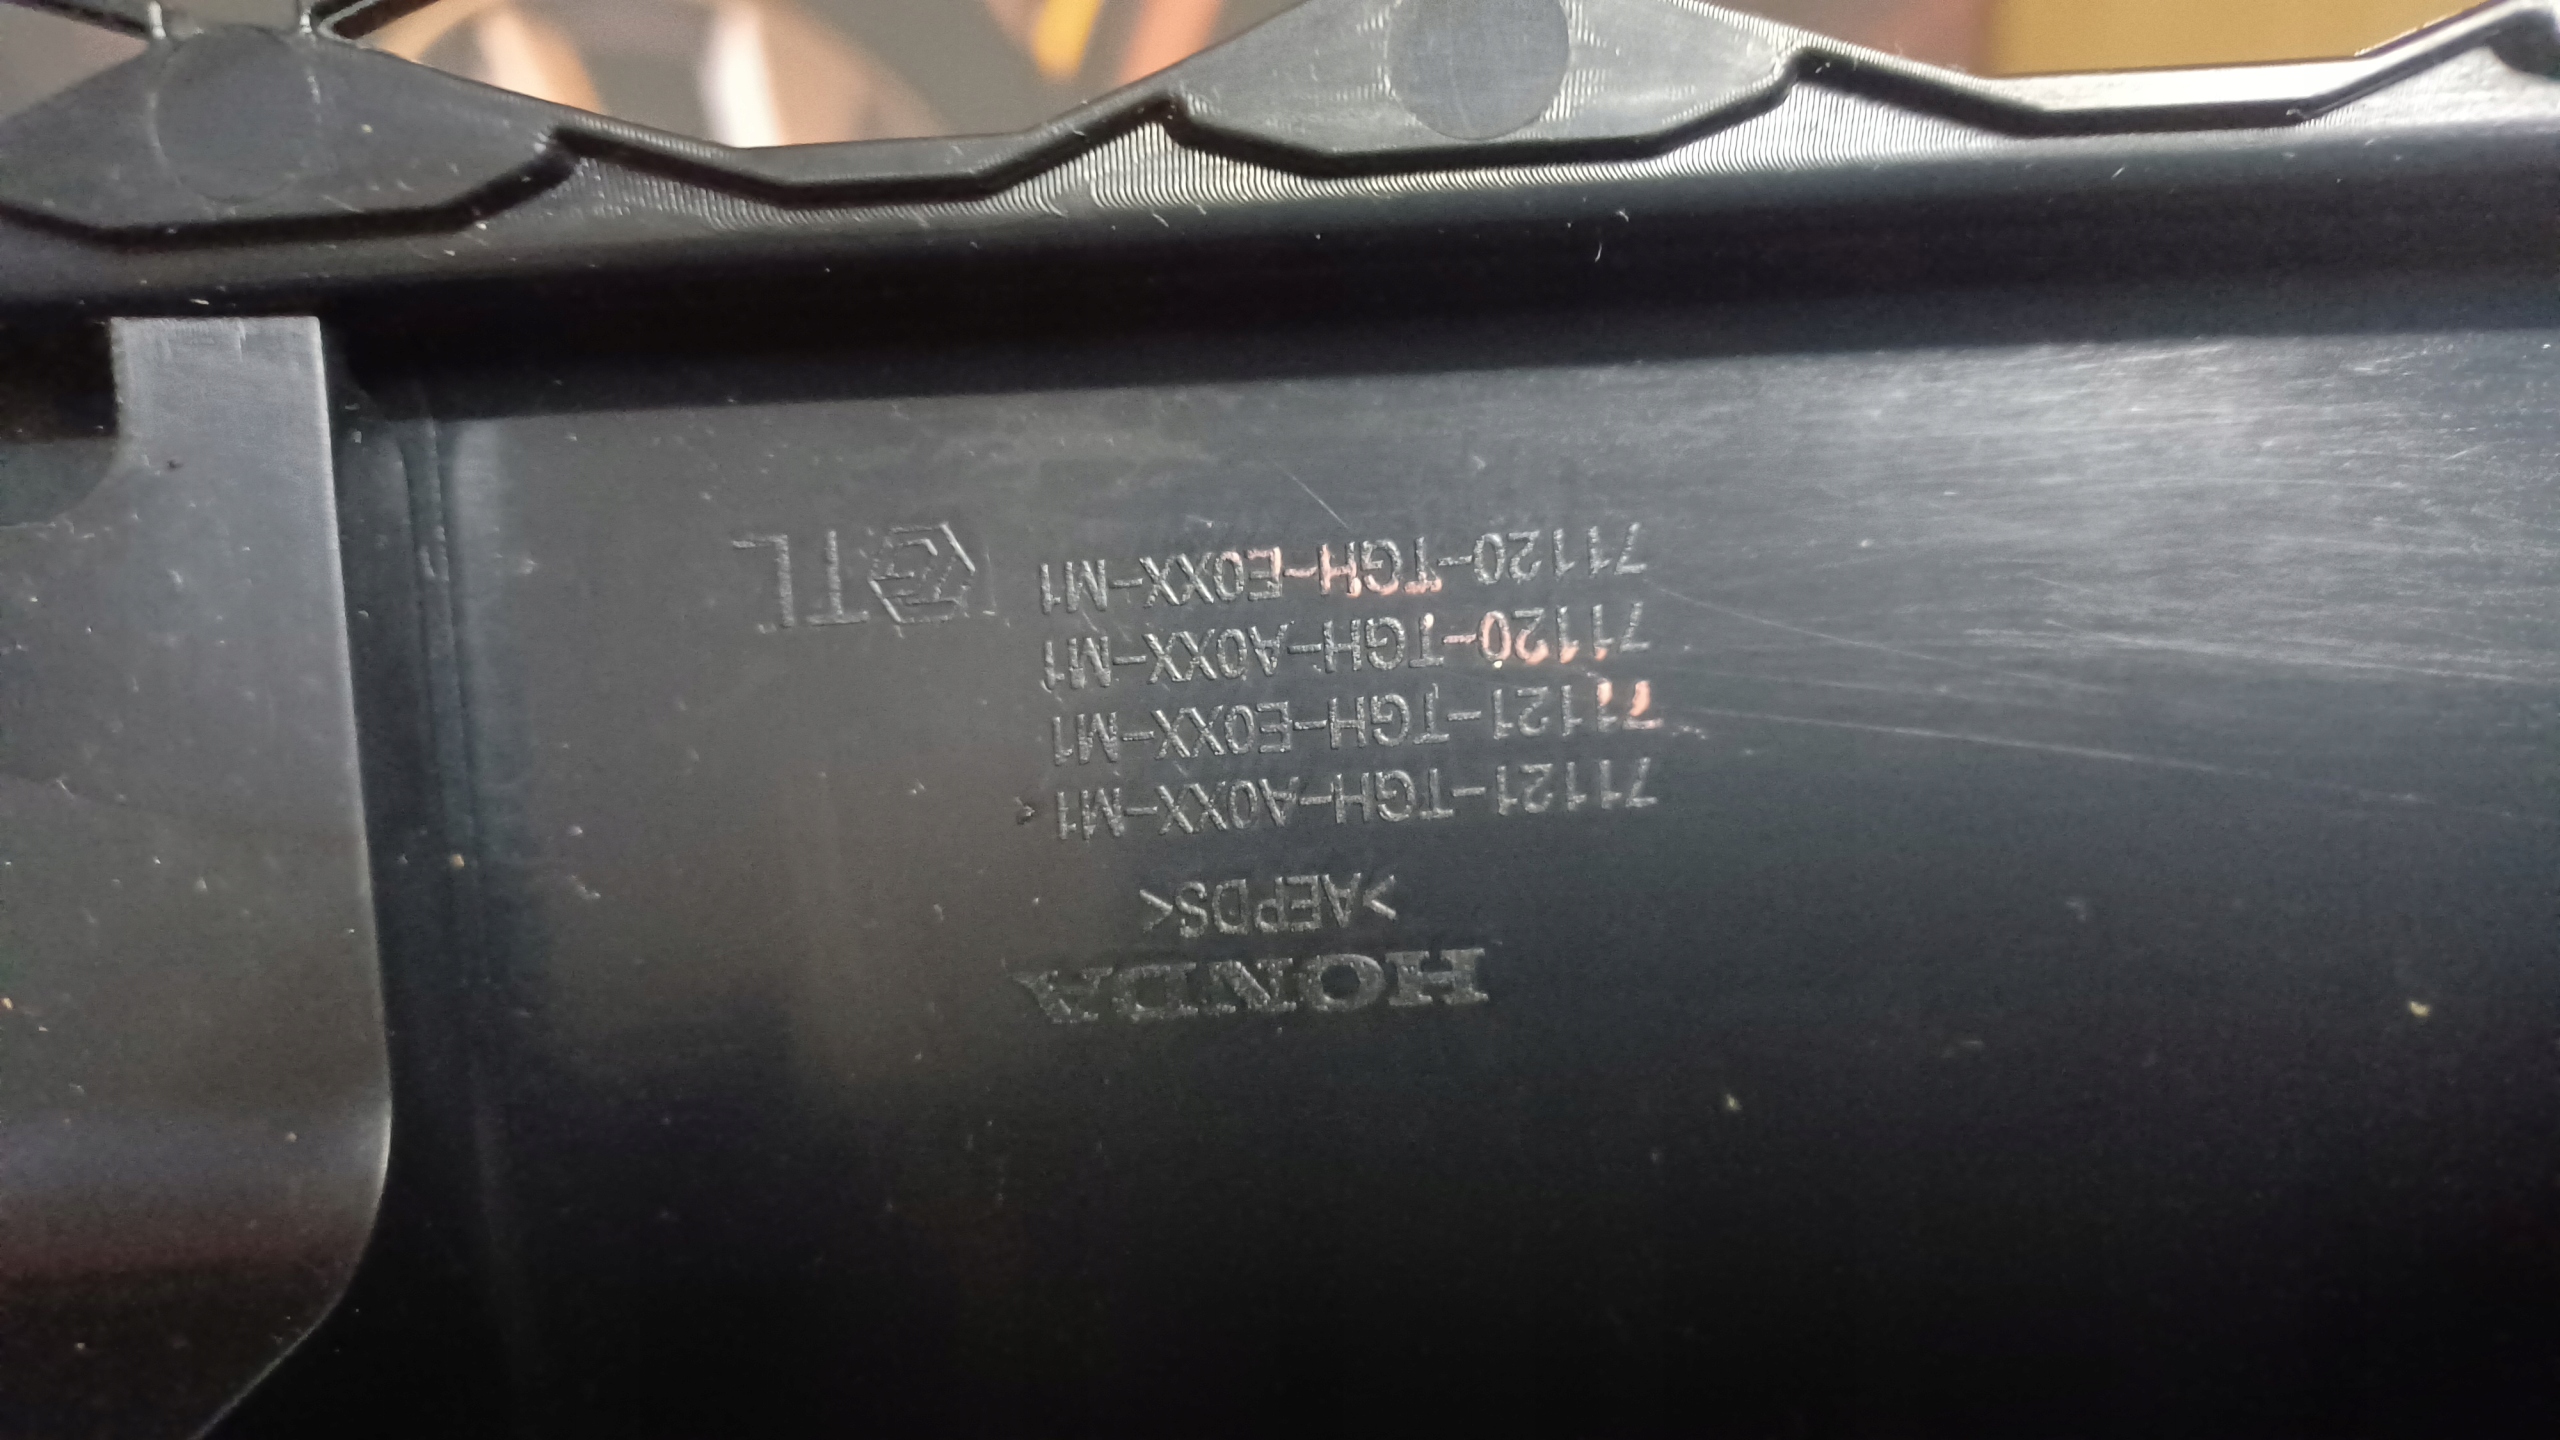 HONDA
>AEPDS<
71121-TGH-A0XX-M1
71121-TGH-E0XX-M1
71120-TGH-A0XX-M1
71120-TGH-E0XX-M1
TL